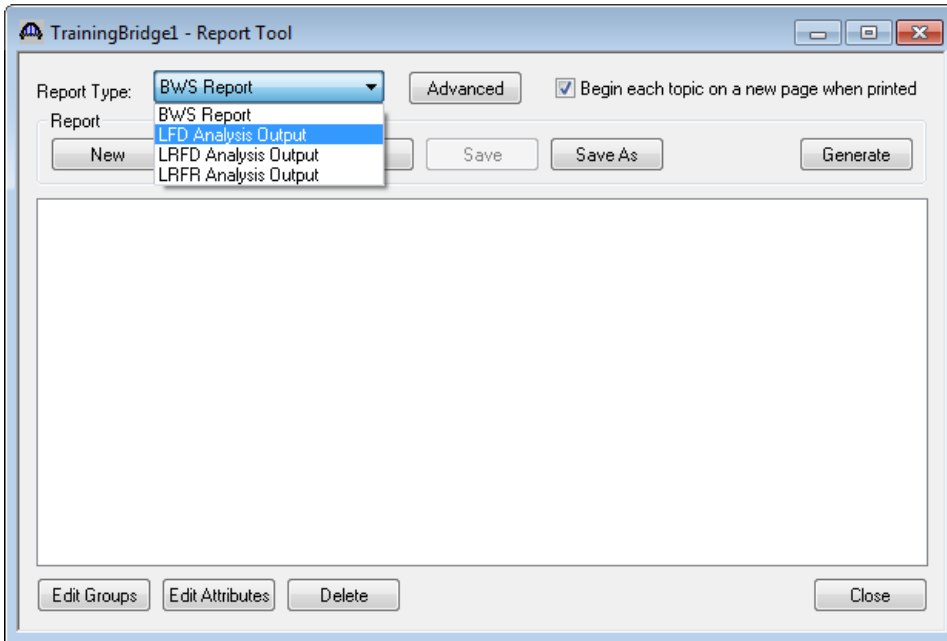 TrainingBridge1 - Report Tool
Report Type: BWS Report Advanced Begin each topic on a new page when printed
BWS Report
Report
LFD Analysis Output
New Save Save As Generate
LRFD Analysis Output
LRFR Analysis Output
Edit Groups Edit Attributes Delete Close